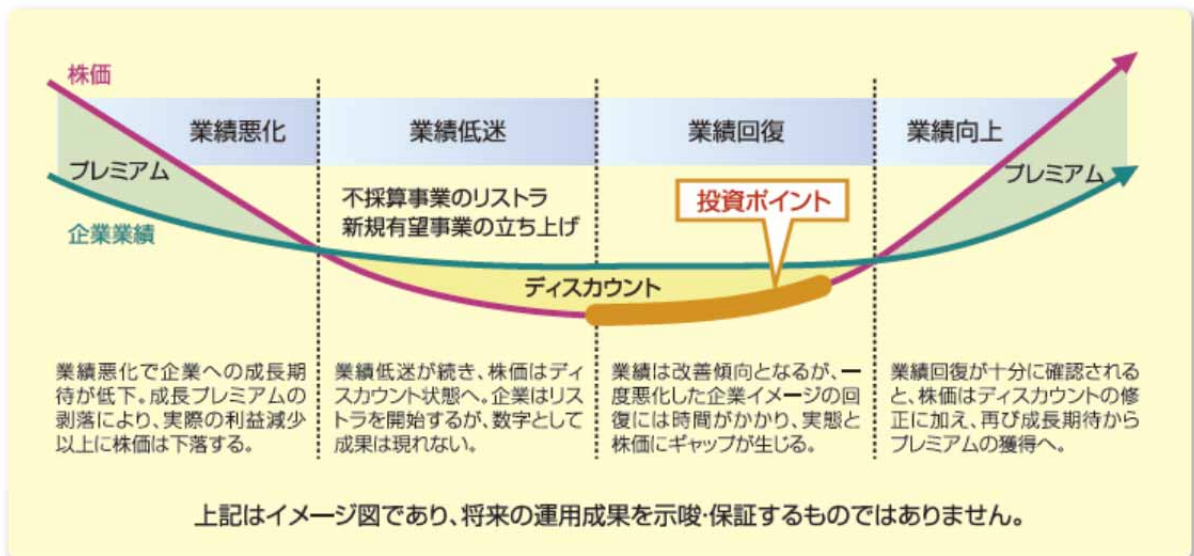 株価
業績悪化
業績低迷
業績回復
業績向上
プレミアム
プレミアム
不採算事業のリストラ
新規有望事業の立ち上げ
投資ポイント
企業業績
ディスカウント
業績悪化で企業への成長期
待が低下。成長プレミアムの
剥落により、実際の利益減少
以上に株価は下落する。
業績低迷が続き、株価はディ
スカウント状態へ。企業はリス
トラを開始するが、数字として
成果は現れない。
業績は改善傾向となるが、一
度悪化した企業イメージの回
復には時間がかかり、実態と
株価にギャップが生じる。
業績回復が十分に確認される
と、株価はディスカウントの修
正に加え、再び成長期待から
プレミアムの獲得へ。
上記はイメージ図であり、将来の運用成果を示唆・保証するものではありません。